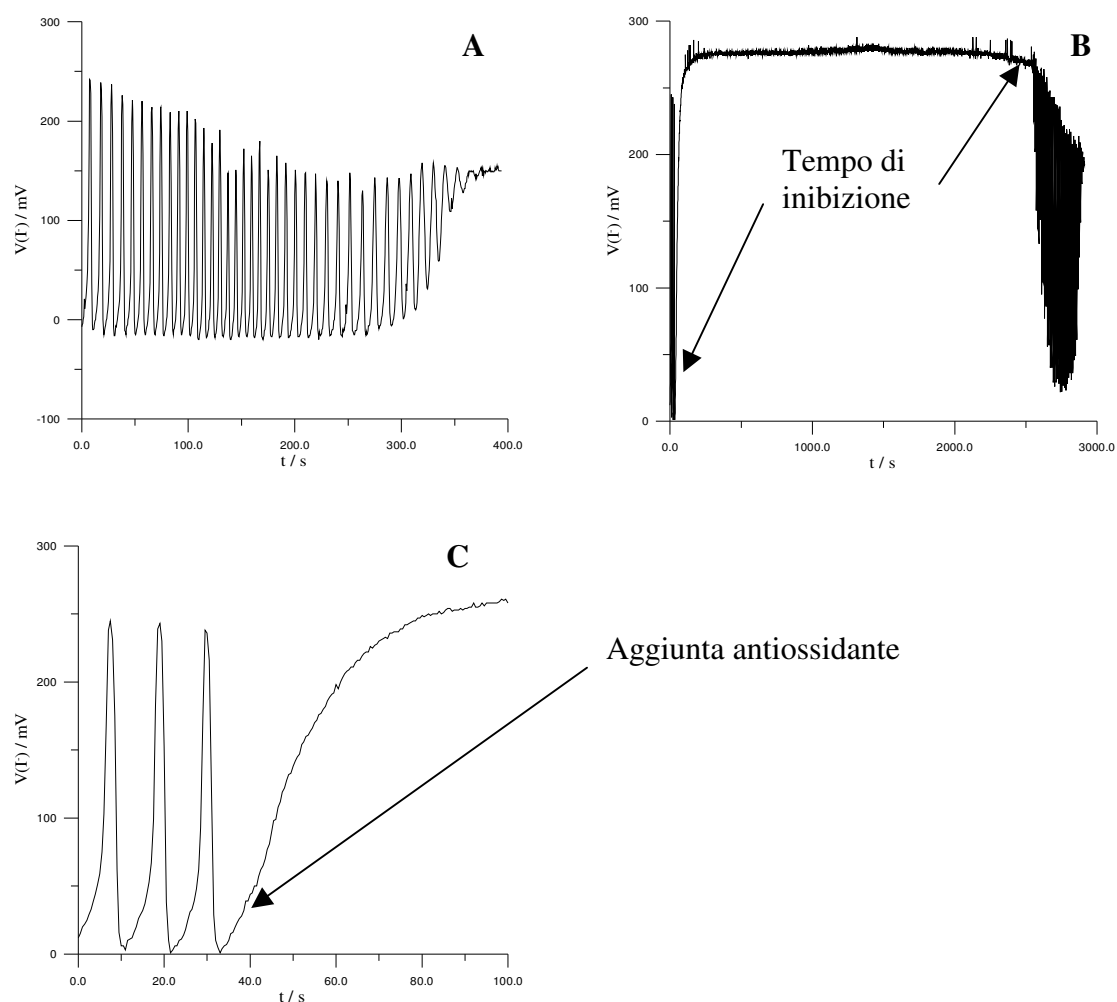 A
300
200
100
0
-100
V(I-) / mV
0.0 100.0 200.0 300.0 400.0
t / s
B
300
200
100
0
V(I-) / mV
Tempo di
inibizione
0.0 1000.0 2000.0 3000.0
t / s
C
300
200
100
0
V(I-) / mV
Aggiunta antiossidante
0.0 20.0 40.0 60.0 80.0 100.0
t / s